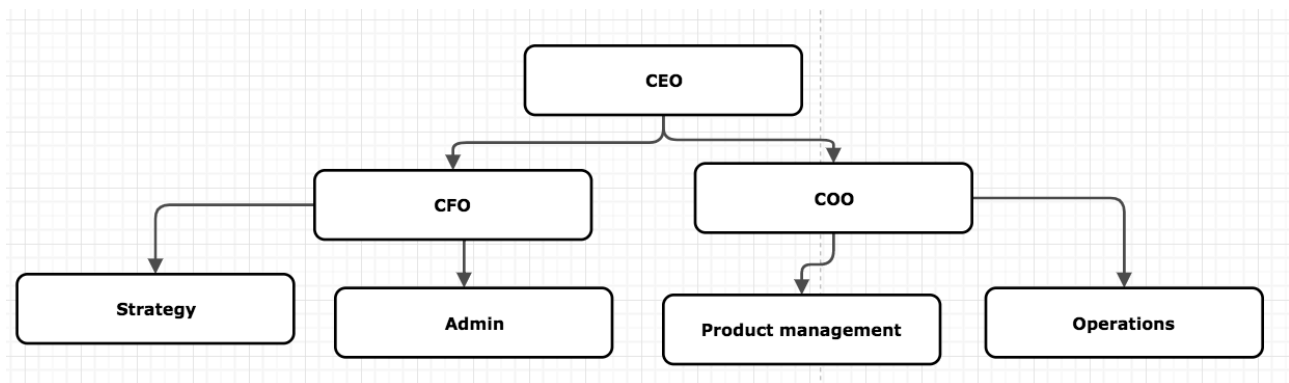 CEO
CFO
COO
Strategy
Admin
Product management
Operations